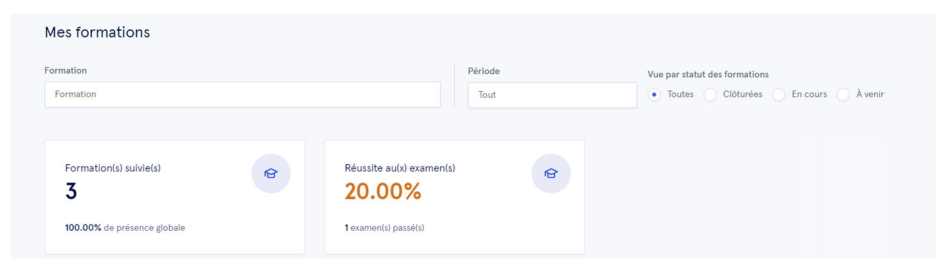 Mes formations
Formation
Formation
Période
Tout
Vue par statut des formations
Toutes Clôturées En cours À venir
Formation(s) suivie(s)
3
100.00% de présence globale
Réussite au(x) examen(s)
20.00%
1 examen(s) passé(s)